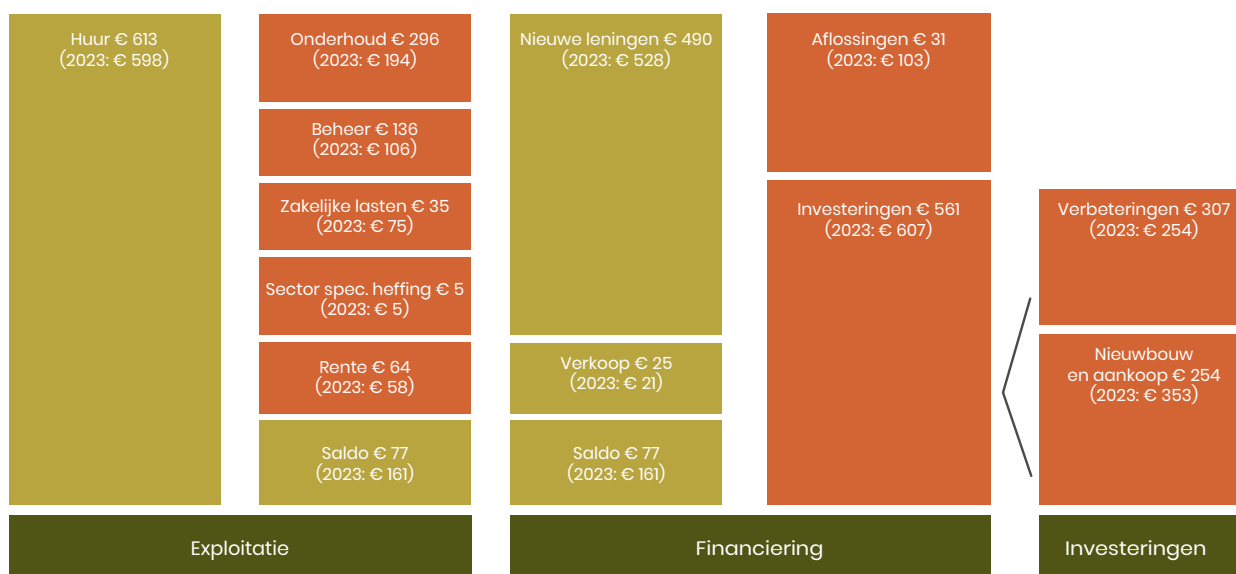 Huur € 613
(2023: € 598)
Onderhoud € 296
(2023: € 194)
Beheer € 136
(2023: € 106)
Zakelijke lasten € 35
(2023: € 75)
Sector spec. heffing € 5
(2023: € 5)
Rente € 64
(2023: € 58)
Saldo € 77
(2023: € 161)
Exploitatie
Nieuwe leningen € 490
(2023: € 528)
Verkoop € 25
(2023: € 21)
Saldo € 77
(2023: € 161)
Aflossingen € 31
(2023: € 103)
Investeringen € 561
(2023: € 607)
Financiering
Verbeteringen € 307
(2023: € 254)
Nieuwbouw
en aankoop € 254
(2023: € 353)
Investeringen